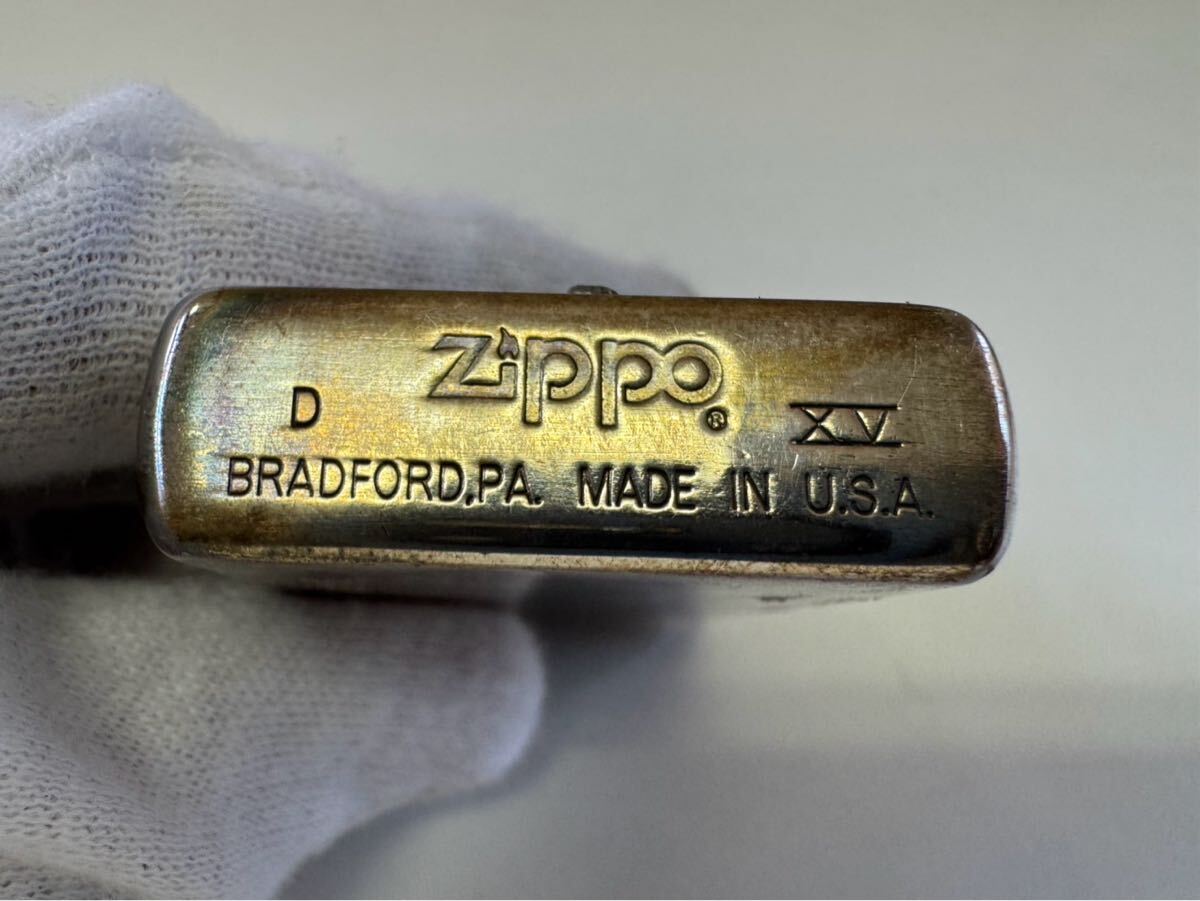 Zippo®
D XV
BRADFORD,PA. MADE IN U.S.A.